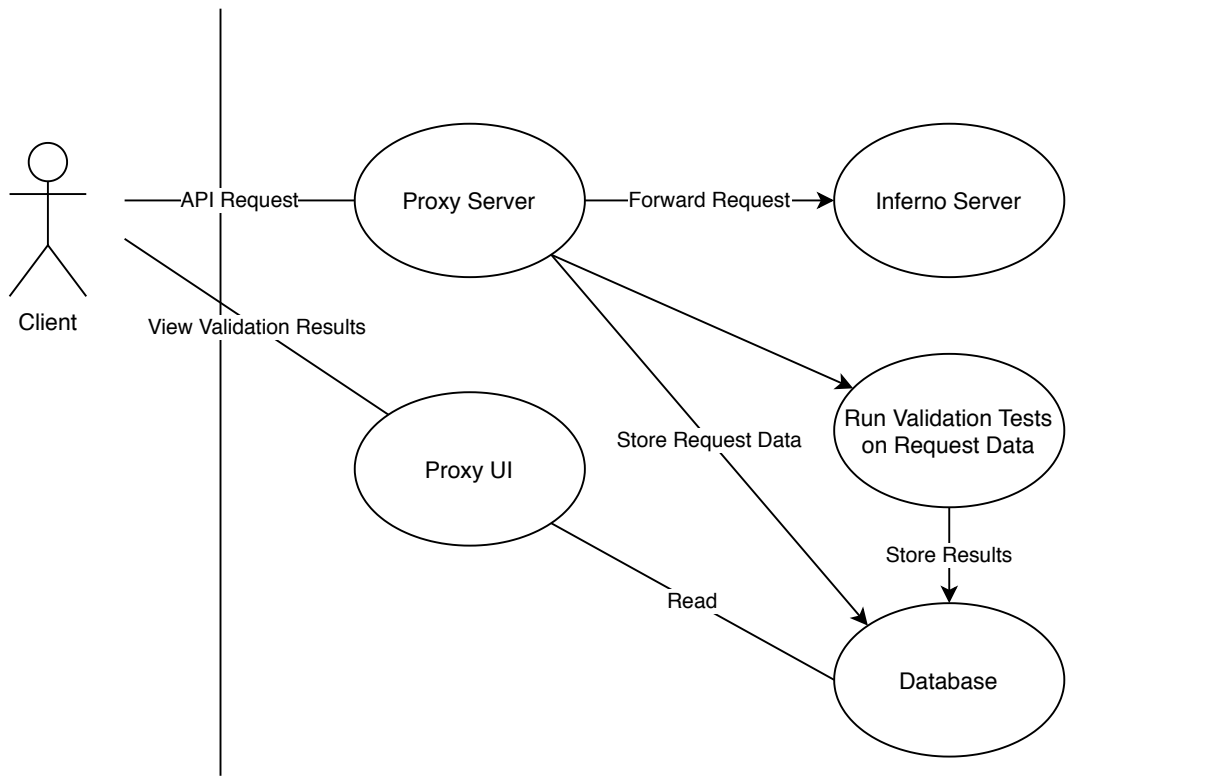 API Request
Proxy Server
Forward Request
Inferno Server
Client
View Validation Results
Run Validation Tests
on Request Data
Store Request Data
Proxy UI
Store Results
Read
Database